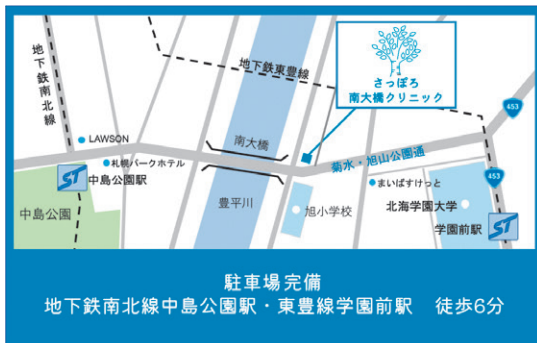 地下鉄南北線
地下鉄東豊線
さっぽろ
南大橋クリニック
453
LAWSON
南大橋
菊水・旭山公園通
札幌パークホテル
ST
中島公園駅
453
まいばすけっと
中島公園
豊平川
旭小学校
北海学園大学
ST
学園前駅
駐車場完備
地下鉄南北線中島公園駅・東豊線学園前駅 徒歩6分